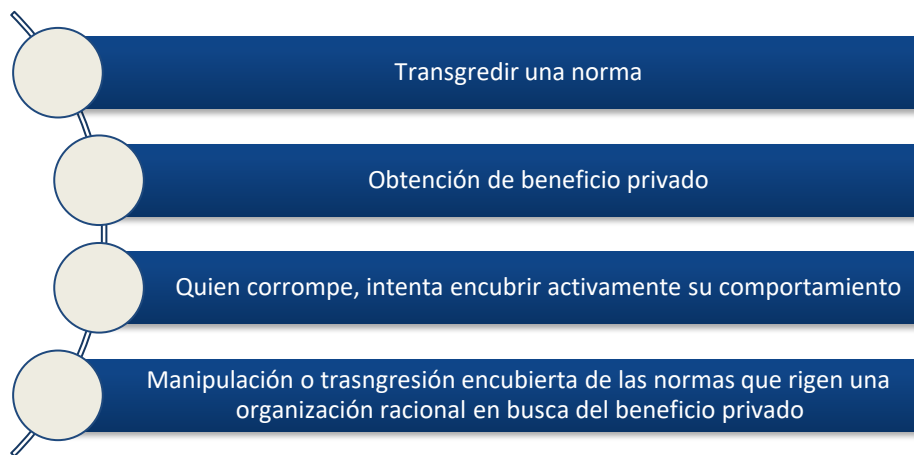 Transgredir una norma
Obtención de beneficio privado
Quien corrompe, intenta encubrir activamente su comportamiento
Manipulación o trasngresión encubierta de las normas que rigen una
organización racional en busca del beneficio privado